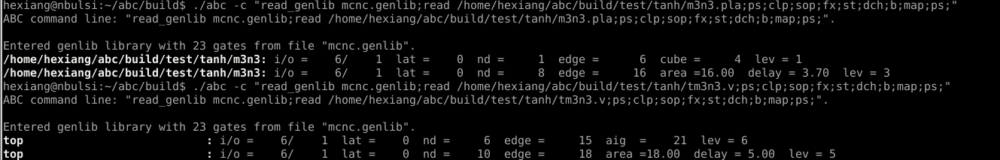 hexiang@nbulsi:~/abc/build$ ./abc -c "read_genlib mcnc.genlib;read /home/hexiang/abc/build/test/tanh/m3n3.pla;ps;clp;sop;fx;st;dch;b;map;ps;"
ABC command line: "read_genlib mcnc.genlib;read /home/hexiang/abc/build/test/tanh/m3n3.pla;ps;clp;sop;fx;st;dch;b;map;ps;".
Entered genlib library with 23 gates from file "mcnc.genlib".
/home/hexiang/abc/build/test/tanh/m3n3: i/o =    6/    1  lat =    0  nd =     1  edge =      6  cube =     4  lev = 1
/home/hexiang/abc/build/test/tanh/m3n3: i/o =    6/    1  lat =    0  nd =     8  edge =     16  area =16.00  delay = 3.70  lev = 3
hexiang@nbulsi:~/abc/build$ ./abc -c "read_genlib mcnc.genlib;read /home/hexiang/abc/build/test/tanh/tm3n3.v;ps;clp;sop;fx;st;dch;b;map;ps;"
ABC command line: "read_genlib mcnc.genlib;read /home/hexiang/abc/build/test/tanh/tm3n3.v;ps;clp;sop;fx;st;dch;b;map;ps;".
Entered genlib library with 23 gates from file "mcnc.genlib".
top                           : i/o =    6/    1  lat =    0  nd =     6  edge =     15  aig  =    21  lev = 6
top                           : i/o =    6/    1  lat =    0  nd =    10  edge =     18  area =18.00  delay = 5.00  lev = 5